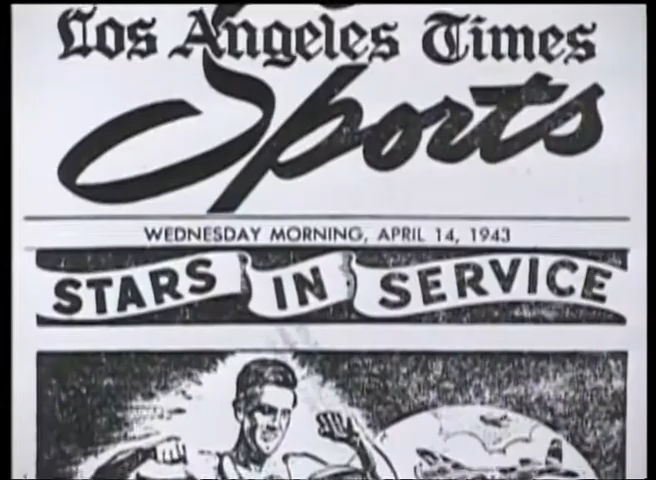 Los Angeles Times
Sports
WEDNESDAY MORNING, APRIL 14, 1943
STARS IN SERVICE